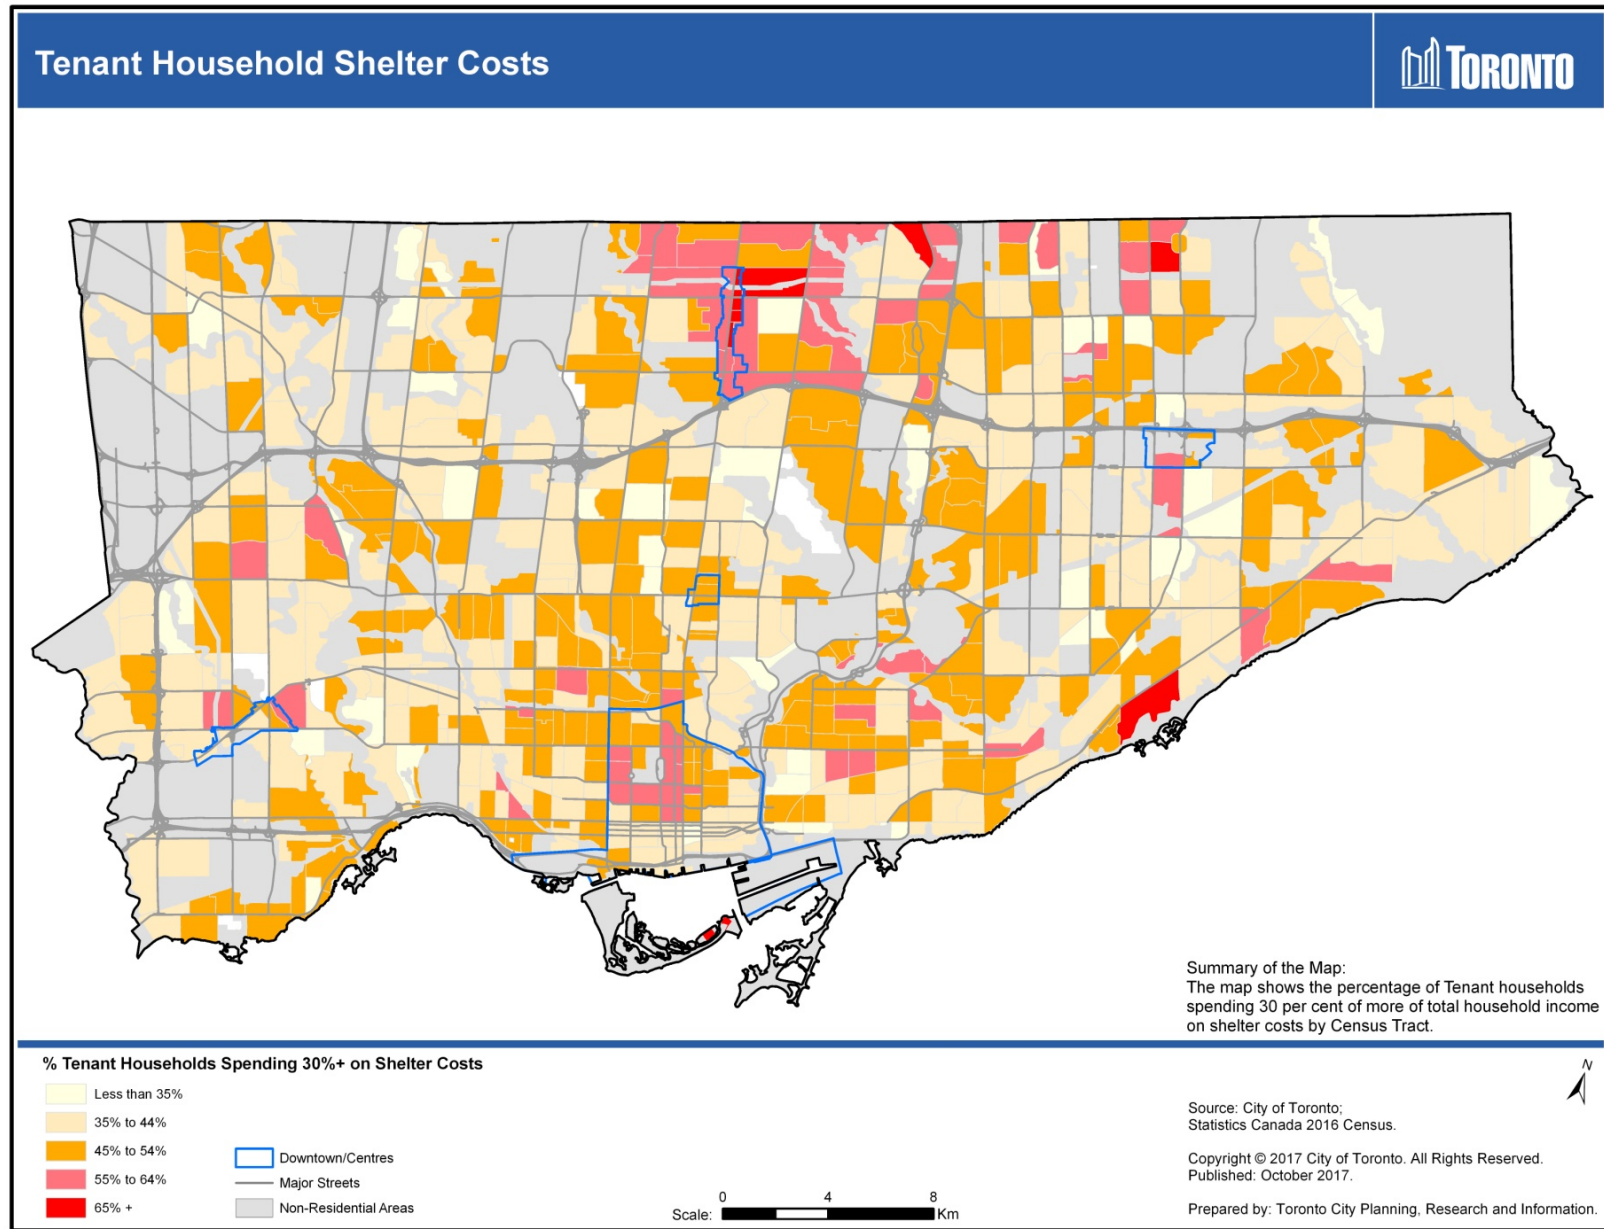 Tenant Household Shelter Costs
TORONTO
Summary of the Map:
The map shows the percentage of Tenant households
spending 30 per cent of more of total household income
on shelter costs by Census Tract.
% Tenant Households Spending 30%+ on Shelter Costs
Less than 35%
35% to 44%
45% to 54%
55% to 64%
65% +
Downtown/Centres
Major Streets
Non-Residential Areas
0 4 8
Scale: Km
N
Source: City of Toronto;
Statistics Canada 2016 Census.
Copyright © 2017 City of Toronto. All Rights Reserved.
Published: October 2017.
Prepared by: Toronto City Planning, Research and Information.